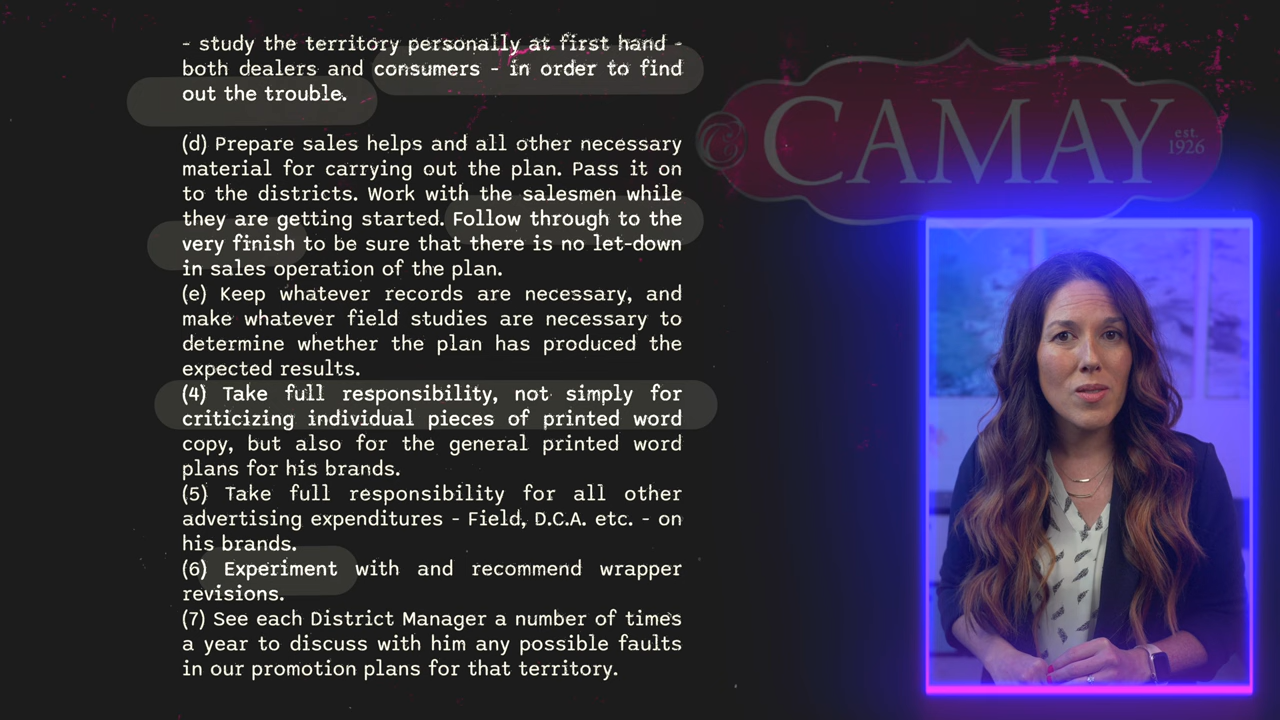 - study the territory personally at first hand -
both dealers and consumers - in order to find
out the trouble.
(d) Prepare sales helps and all other necessary
material for carrying out the plan. Pass it on
to the districts. Work with the salesmen while
they are getting started. Follow through to the
very finish to be sure that there is no let-down
in sales operation of the plan.
(e) Keep whatever records are necessary, and
make whatever field studies are necessary to
determine whether the plan has produced the
expected results.
(4) Take full responsibility, not simply for
criticizing individual pieces of printed word
copy, but also for the general printed word
plans for his brands.
(5) Take full responsibility for all other
advertising expenditures - Field, D.C.A. etc. - on
his brands.
(6) Experiment with and recommend wrapper
revisions.
(7) See each District Manager a number of times
a year to discuss with him any possible faults
in our promotion plans for that territory.
CAMAY
est.
1926